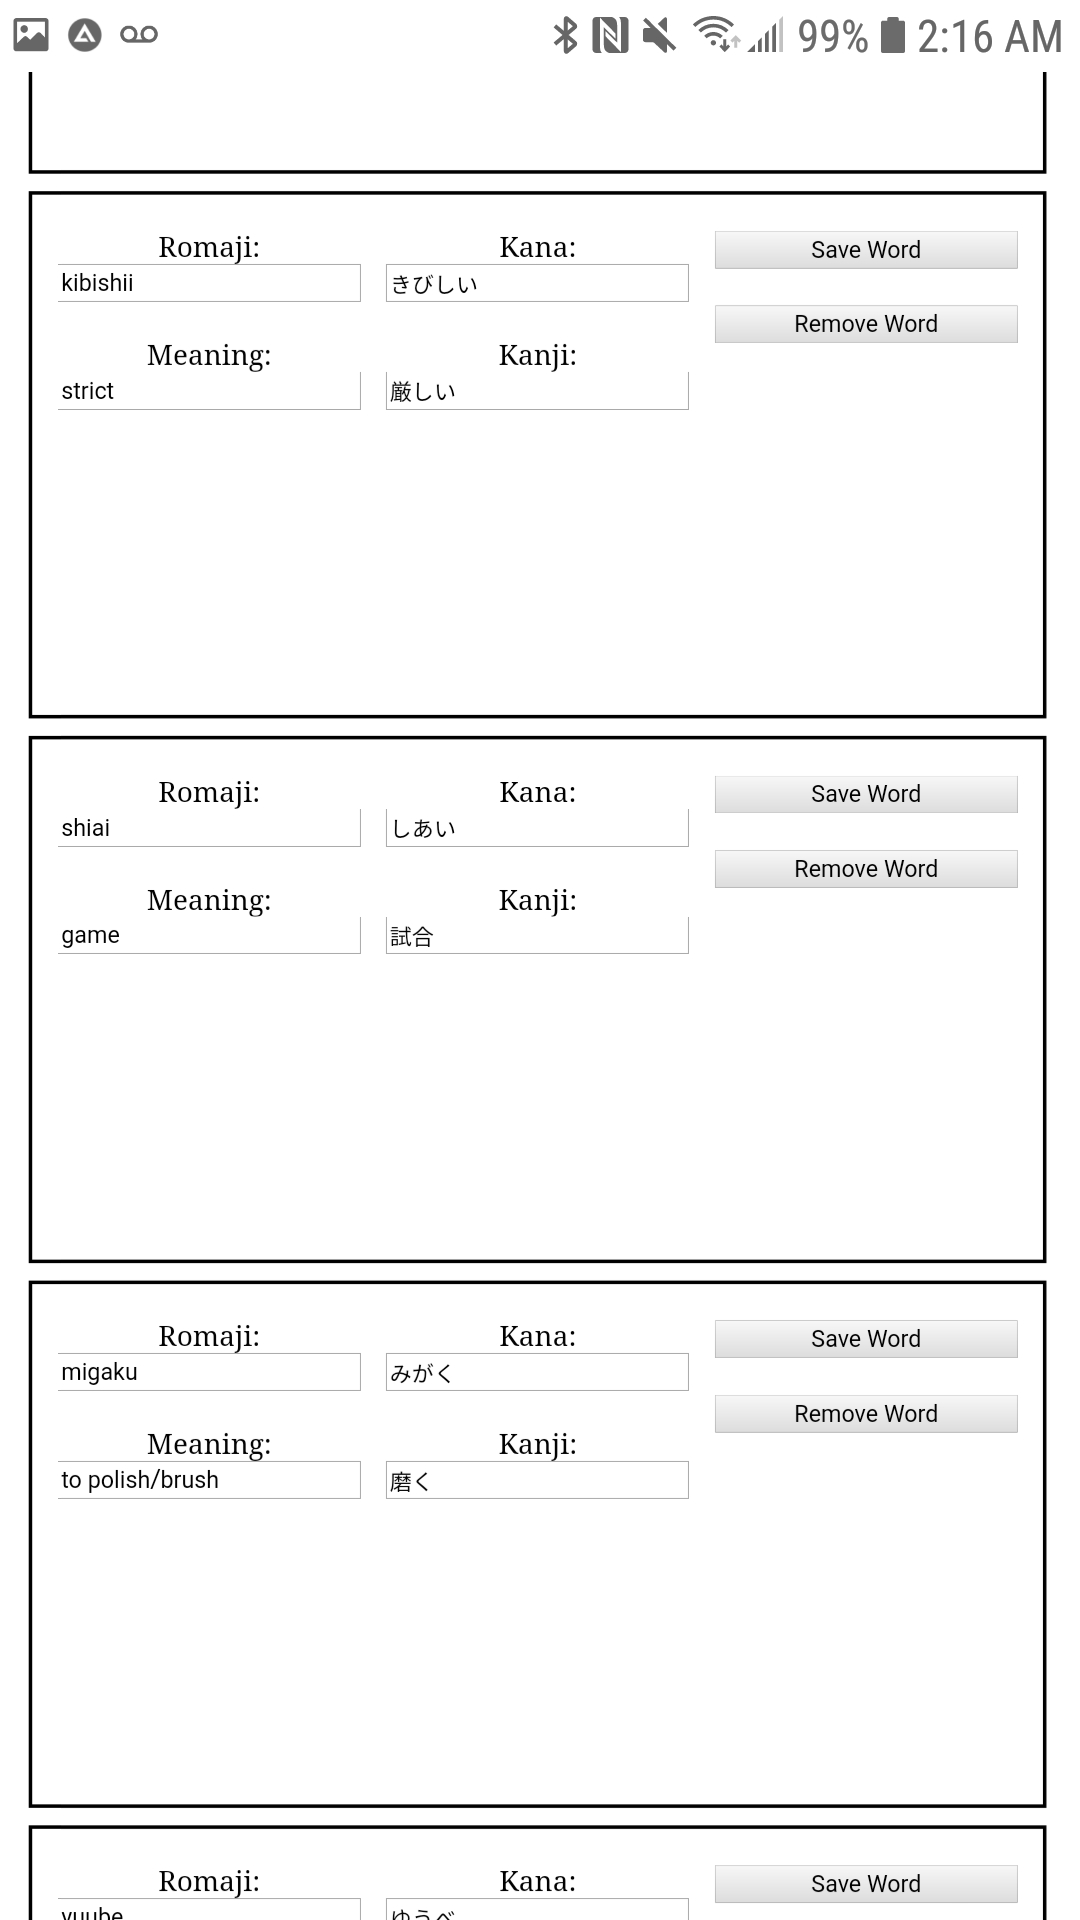 99% 2:16 AM
Romaji: Kana: Save Word
kibishii きびしい
Remove Word
Meaning: Kanji:
strict 厳しい
Romaji: Kana: Save Word
shiai しあい
Remove Word
Meaning: Kanji:
game 試合
Romaji: Kana: Save Word
migaku みがく
Remove Word
Meaning: Kanji:
to polish/brush 磨く
Romaji: Kana: Save Word
yuube ゆうべ